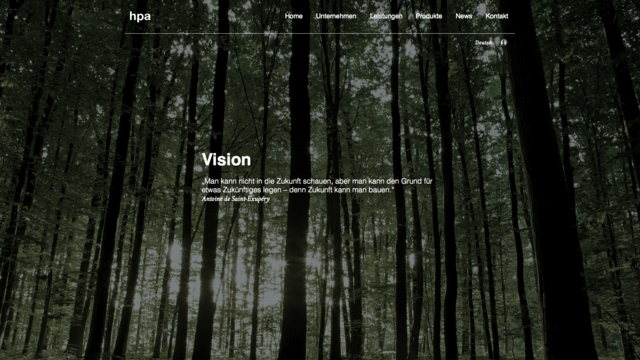 hpa
Home Unternehmen Leistungen Produkte News Kontakt
Deutsch
Vision
„Man kann nicht in die Zukunft schauen, aber man kann den Grund für
etwas Zukünftiges legen – denn Zukunft kann man bauen.“
Antoine de Saint-Exupéry